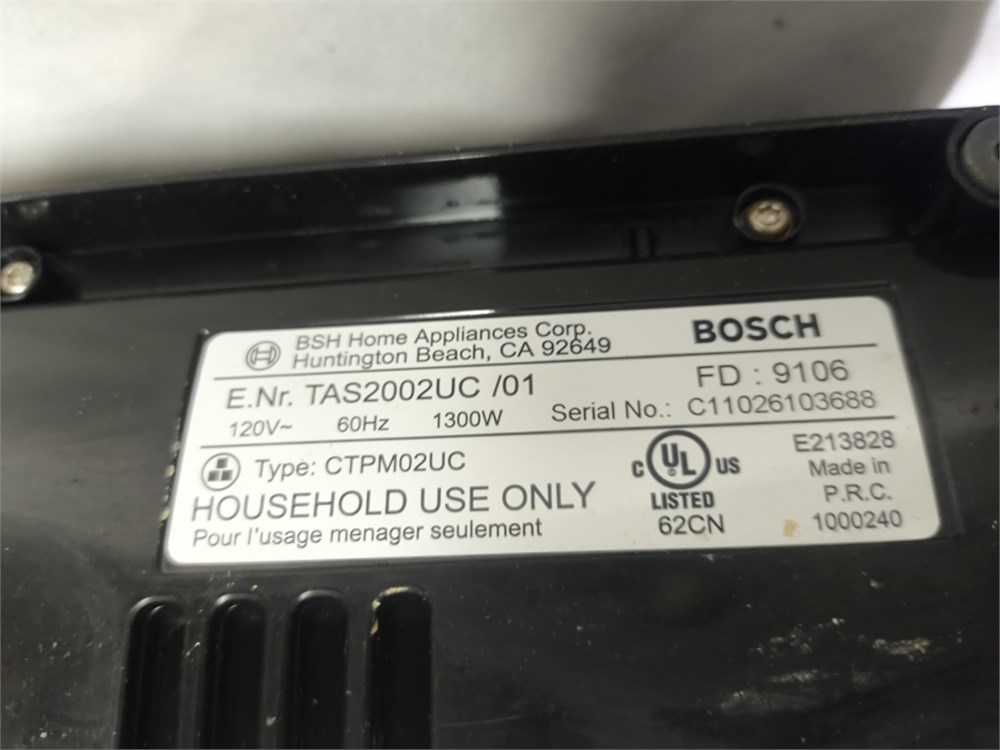 BSH Home Appliances Corp.
Huntington Beach, CA 92649
BOSCH
E.Nr. TAS2002UC /01
FD : 9106
120V~ 60Hz 1300W
Serial No.: C11026103688
Type: CTPM02UC
HOUSEHOLD USE ONLY
Pour l'usage menager seulement
C UL US
LISTED
62CN
E213828
Made in
P.R.C.
1000240